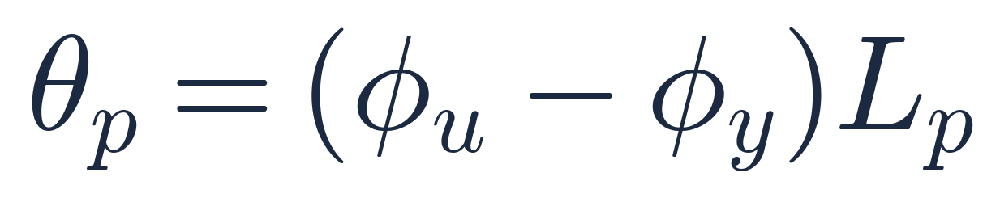 θ_p = (ϕ_u − ϕ_y) L_p